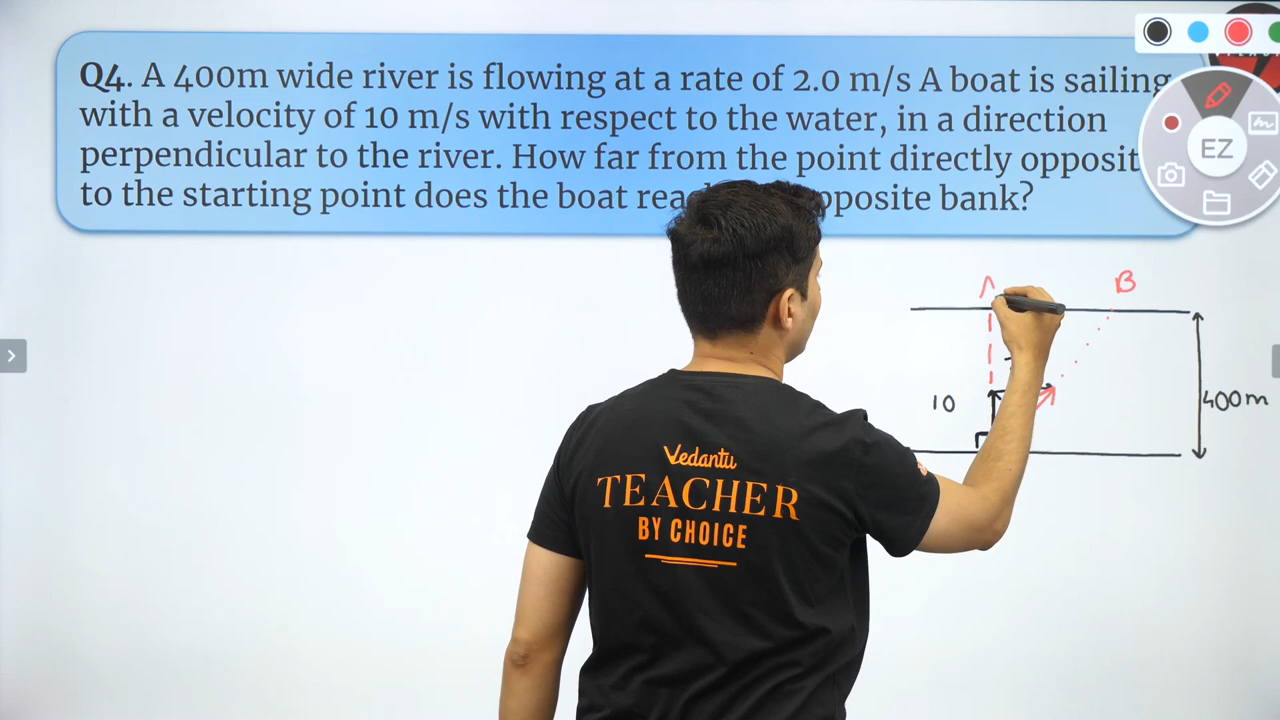 Q4. A 400m wide river is flowing at a rate of 2.0 m/s A boat is sailing
with a velocity of 10 m/s with respect to the water, in a direction
perpendicular to the river. How far from the point directly
to the starting point does the boat opposite bank?
EZ
B
10
400m
Vedantu
TEACHER
BY CHOICE